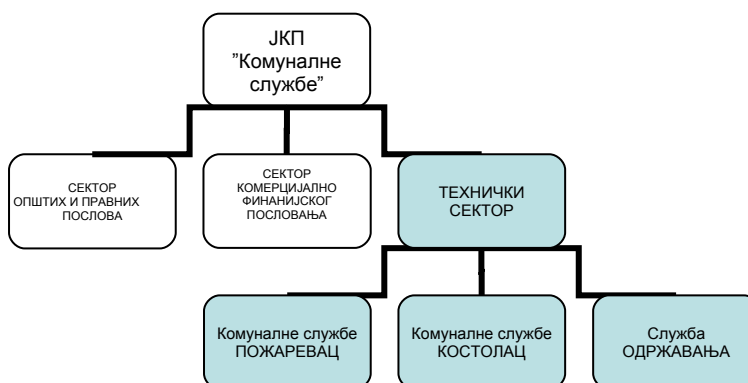 ЈКП
”Комуналне
службе”
СЕКТОР
ОПШТИХ И ПРАВНИХ
ПОСЛОВА
СЕКТОР
КОМЕРЦИЈАЛНО
ФИНАНИЈСКОГ
ПОСЛОВАЊА
ТЕХНИЧКИ
СЕКТОР
Комуналне службе
ПОЖАРЕВАЦ
Комуналне службе
КОСТОЛАЦ
Служба
ОДРЖАВАЊА